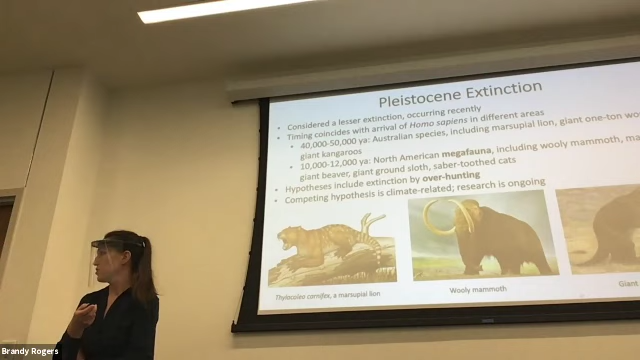 Pleistocene Extinction
• Considered a lesser extinction, occurring recently
• Timing coincides with arrival of Homo sapiens in different areas
• 40,000-50,000 ya: Australian species, including marsupial lion, giant one-ton
giant kangaroos
• 10,000-12,000 ya: North American megafauna, including wooly mammoth,
giant beaver, giant ground sloth, saber-toothed cats
• Hypotheses include extinction by over-hunting
• Competing hypothesis is climate-related; research is ongoing
Thylacoleo carnifex, a marsupial lion
Wooly mammoth
Giant
Brandy Rogers